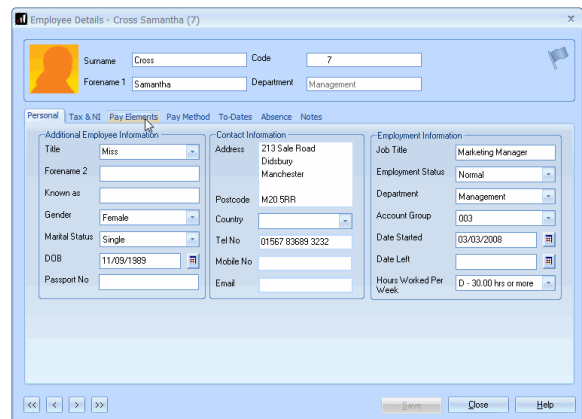 Employee Details - Cross Samantha (7)
x
Surname Cross Code 7
Forename 1 Samantha Department Management
Personal Tax & NI Pay Elements Pay Method To-Dates Absence Notes
Additional Employee Information
Title Miss
Forename 2
Known as
Gender Female
Marital Status Single
DOB 11/09/1989
Passport No
Contact Information
Address 213 Sale Road
Didsbury
Manchester
Postcode M20 5RR
Country
Tel No 01567 83689 3232
Mobile No
Email
Employment Information
Job Title Marketing Manager
Employment Status Normal
Department Management
Account Group 003
Date Started 03/03/2008
Date Left
Hours Worked Per
Week D - 30.00 hrs or more
<< < > >> Save Close Help